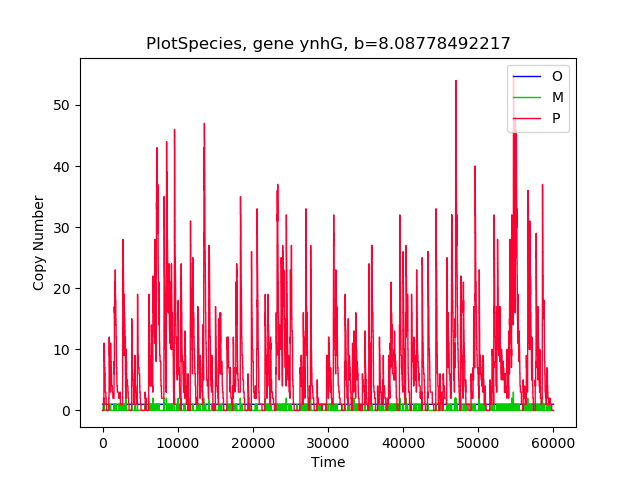 PlotSpecies, gene ynhG, b=8.08778492217
O
M
P
50
40
30
20
10
0
Copy Number
0 10000 20000 30000 40000 50000 60000
Time